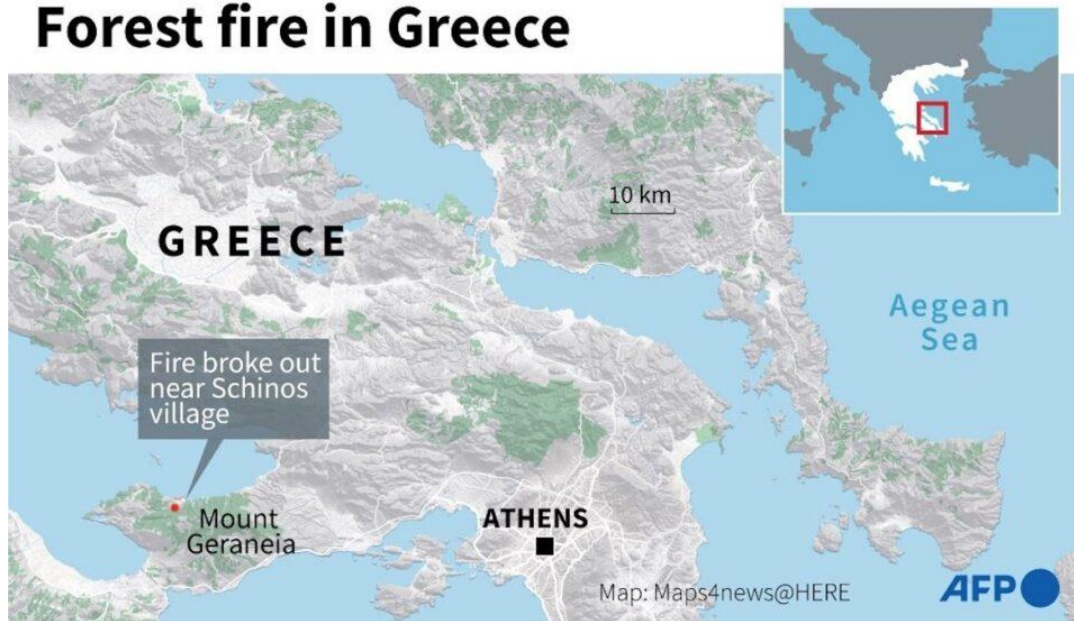 Forest fire in Greece
10 km
GREECE
Aegean
Sea
Fire broke out
near Schinos
village
Mount
Geraneia
ATHENS
Map: Maps4news@HERE
AFP